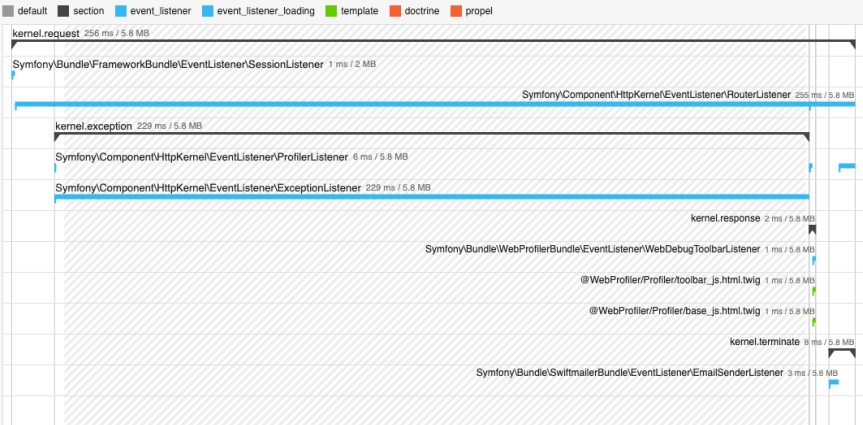 default section event_listener event_listener_loading template doctrine propel
kernel.request 256 ms / 5.8 MB
Symfony\Bundle\FrameworkBundle\EventListener\SessionListener 1 ms / 2 MB
Symfony\Component\HttpKernel\EventListener\RouterListener 255 ms / 5.8 MB
kernel.exception 229 ms / 5.8 MB
Symfony\Component\HttpKernel\EventListener\ProfilerListener 6 ms / 5.8 MB
Symfony\Component\HttpKernel\EventListener\ExceptionListener 229 ms / 5.8 MB
kernel.response 2 ms / 5.8 MB
Symfony\Bundle\WebProfilerBundle\EventListener\WebDebugToolbarListener 1 ms / 5.8 MB
@WebProfiler/Profiler/toolbar_js.html.twig 1 ms / 5.8 MB
@WebProfiler/Profiler/base_js.html.twig 1 ms / 5.8 MB
kernel.terminate 8 ms / 5.8 MB
Symfony\Bundle\SwiftmailerBundle\EventListener\EmailSenderListener 3 ms / 5.8 MB